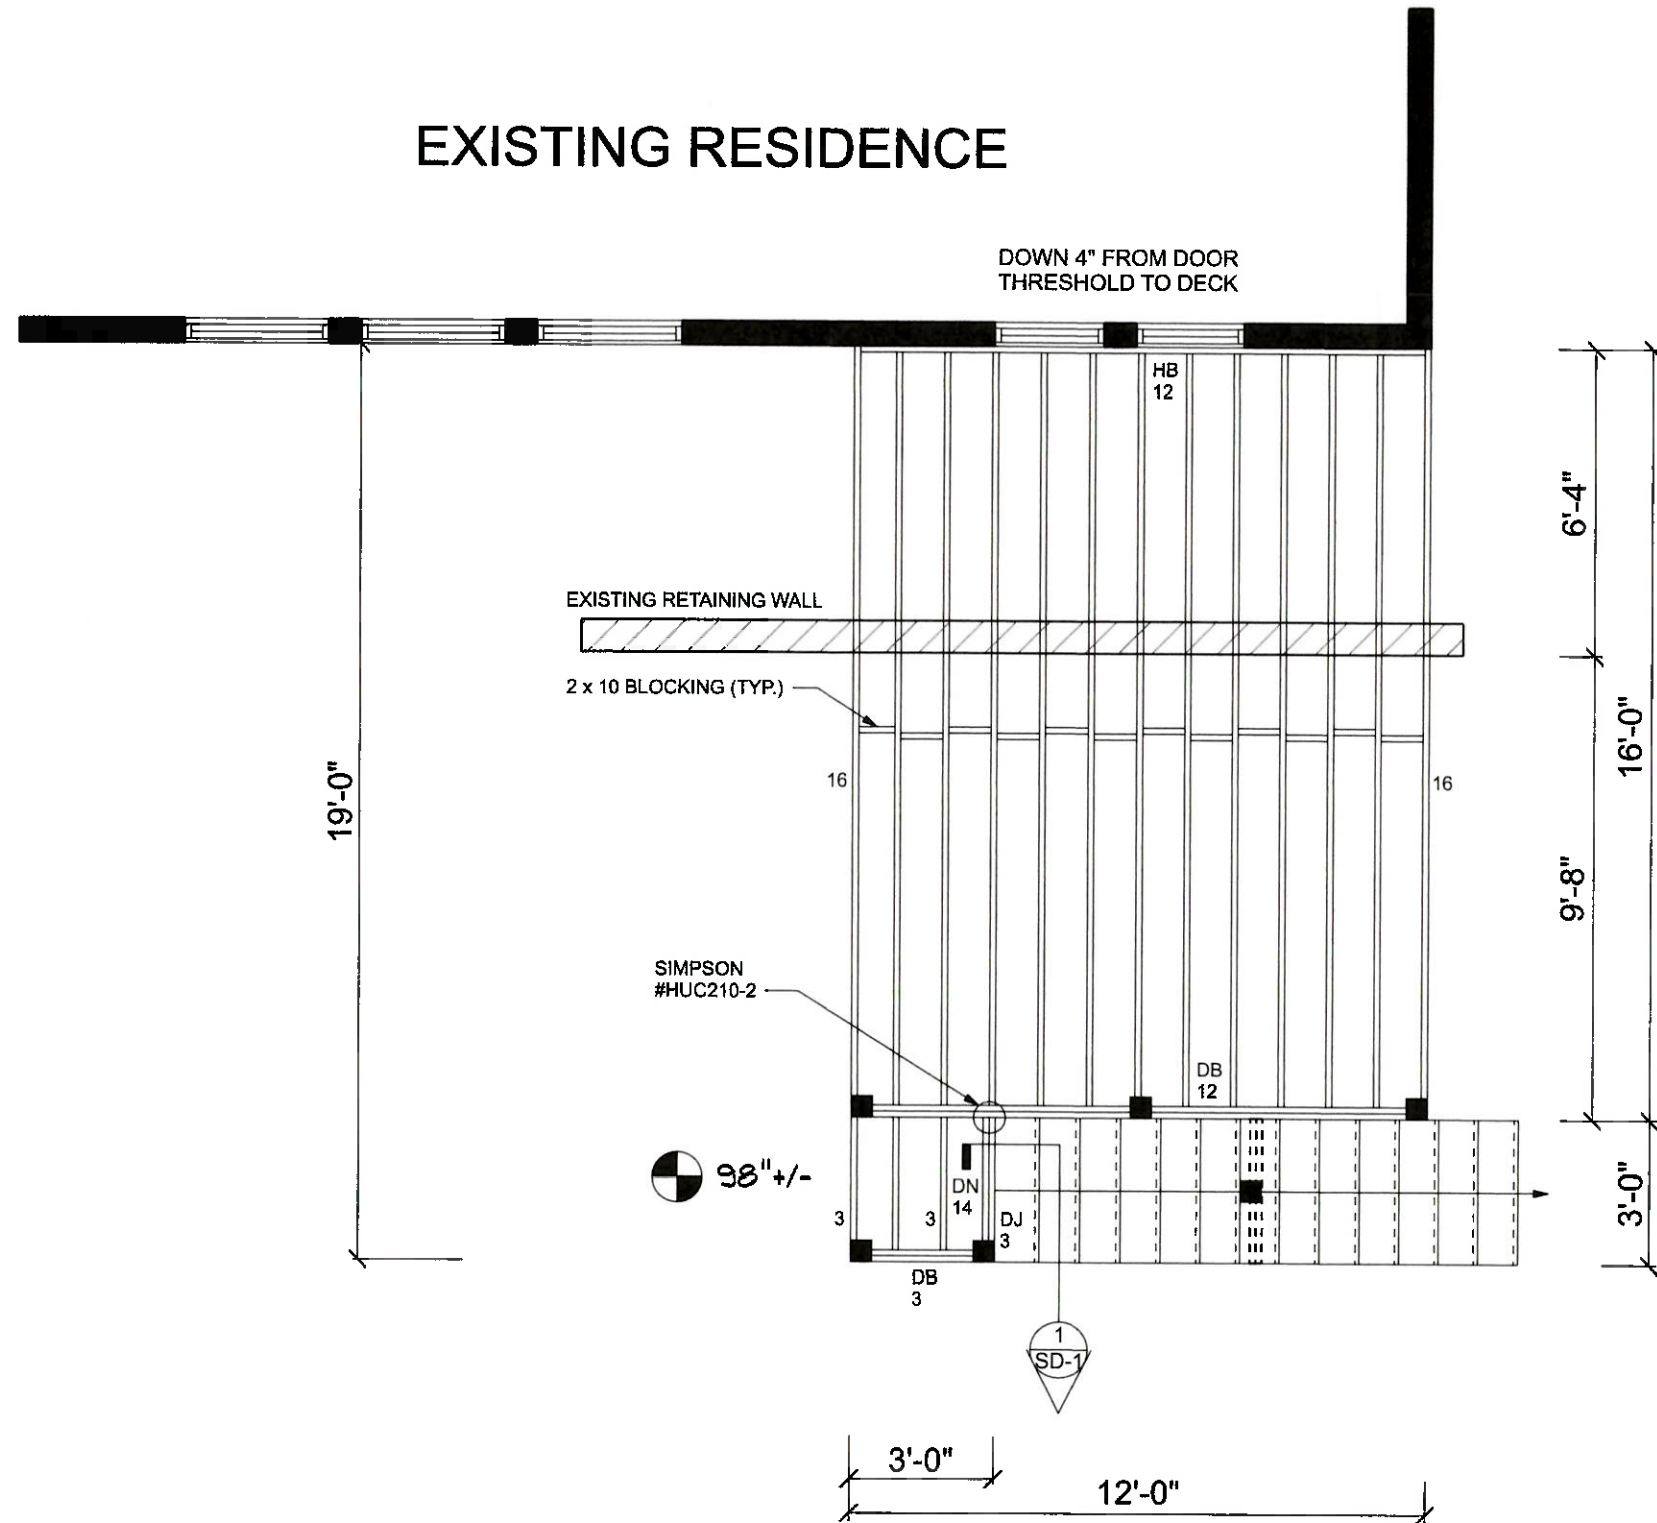 EXISTING RESIDENCE
DOWN 4" FROM DOOR
THRESHOLD TO DECK
HB
12
6'-4"
EXISTING RETAINING WALL
2 x 10 BLOCKING (TYP.)
16'-0"
19'-0"
16
16
9'-8"
SIMPSON
#HUC210-2
DB
12
98"+/-
DN
14
3
3
DJ
3
3'-0"
DB
3
1
SD-1
3'-0"
12'-0"